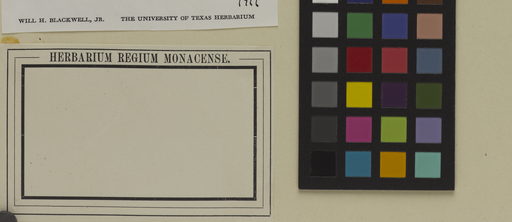 WILL H. BLACKWELL, JR. THE UNIVERSITY OF TEXAS HERBARIUM
HERBARIUM REGIUM MONACENSE.